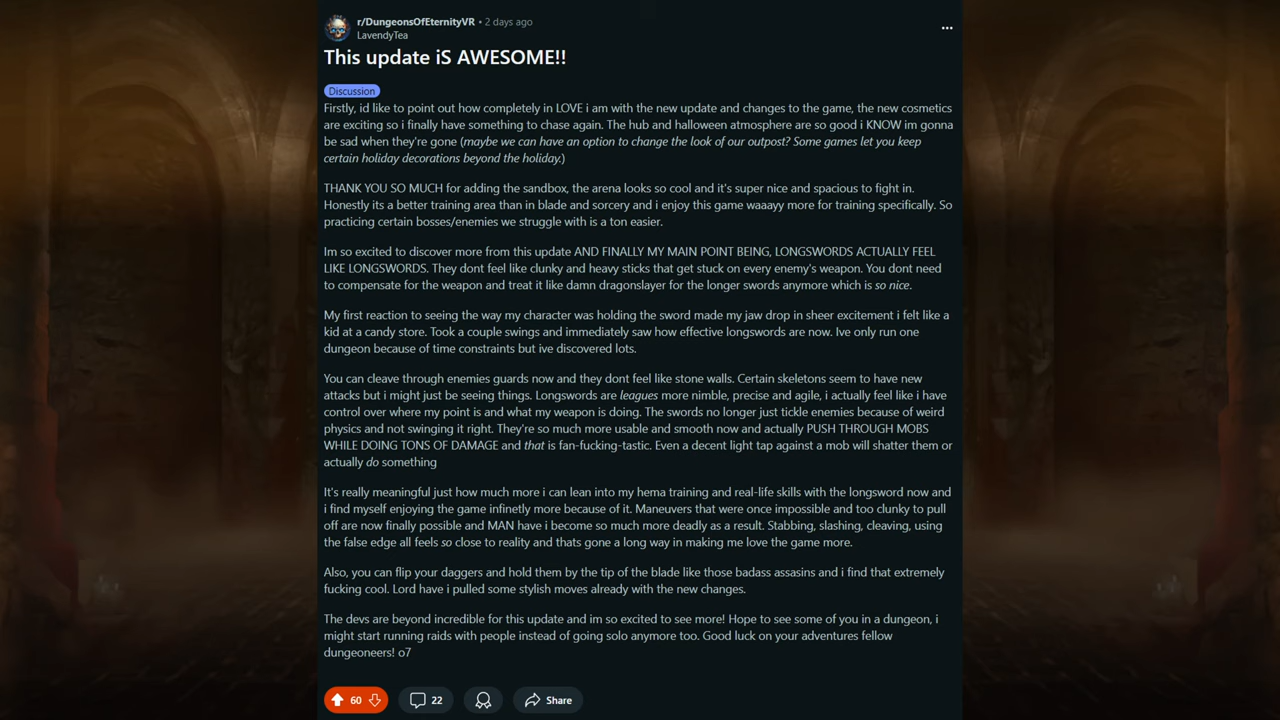 r/DungeonsOfEternityVR • 2 days ago
LavendyTea
This update iS AWESOME!!
Discussion
Firstly, id like to point out how completely in LOVE i am with the new update and changes to the game, the new cosmetics
are exciting so i finally have something to chase again. The hub and halloween atmosphere are so good i KNOW im gonna
be sad when they're gone (maybe we can have an option to change the look of our outpost? Some games let you keep
certain holiday decorations beyond the holiday.)
THANK YOU SO MUCH for adding the sandbox, the arena looks so cool and it's super nice and spacious to fight in.
Honestly its a better training area than in blade and sorcery and i enjoy this game waaayy more for training specifically. So
practicing certain bosses/enemies we struggle with is a ton easier.
Im so excited to discover more from this update AND FINALLY MY MAIN POINT BEING, LONGSWORDS ACTUALLY FEEL
LIKE LONGSWORDS. They dont feel like clunky and heavy sticks that get stuck on every enemy's weapon. You dont need
to compensate for the weapon and treat it like damn dragonslayer for the longer swords anymore which is so nice.
My first reaction to seeing the way my character was holding the sword made my jaw drop in sheer excitement i felt like a
kid at a candy store. Took a couple swings and immediately saw how effective longswords are now. Ive only run one
dungeon because of time constraints but ive discovered lots.
You can cleave through enemies guards now and they dont feel like stone walls. Certain skeletons seem to have new
attacks but i might just be seeing things. Longswords are leagues more nimble, precise and agile, i actually feel like i have
control over where my point is and what my weapon is doing. The swords no longer just tickle enemies because of weird
physics and not swinging it right. They're so much more usable and smooth now and actually PUSH THROUGH MOBS
WHILE DOING TONS OF DAMAGE and that is fan-fucking-tastic. Even a decent light tap against a mob will shatter them or
actually do something
It's really meaningful just how much more i can lean into my hema training and real-life skills with the longsword now and
i find myself enjoying the game infinetly more because of it. Maneuvers that were once impossible and too clunky to pull
off are now finally possible and MAN have i become so much more deadly as a result. Stabbing, slashing, cleaving, using
the false edge all feels so close to reality and thats gone a long way in making me love the game more.
Also, you can flip your daggers and hold them by the tip of the blade like those badass assasins and i find that extremely
fucking cool. Lord have i pulled some stylish moves already with the new changes.
The devs are beyond incredible for this update and im so excited to see more! Hope to see some of you in a dungeon, i
might start running raids with people instead of going solo anymore too. Good luck on your adventures fellow
dungeoneers! o7
60 22 Share